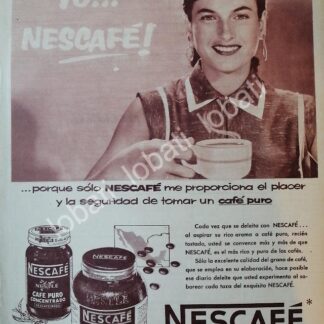 Yo...
NESCAFÉ!
...porque sólo NESCAFÉ me proporciona el placer
y la seguridad de tomar un café puro
Cada vez que se deleita con NESCAFÉ...
al aspirar su rico aroma a café puro, recién
tostado, usted se convence más y más de que
NESCAFÉ, es el más rico y puro de los cafés.
Sólo la excelente calidad del grano de café,
que se emplea en su elaboración, hace posible
ese diario deleite que usted experimenta al sa-
borear cada taza del exquisito NESCAFÉ.
NESCAFÉ
NESTLÉ
CAFE PURO
CONCENTRADO
NESCAFÉ
NESCAFÉ*